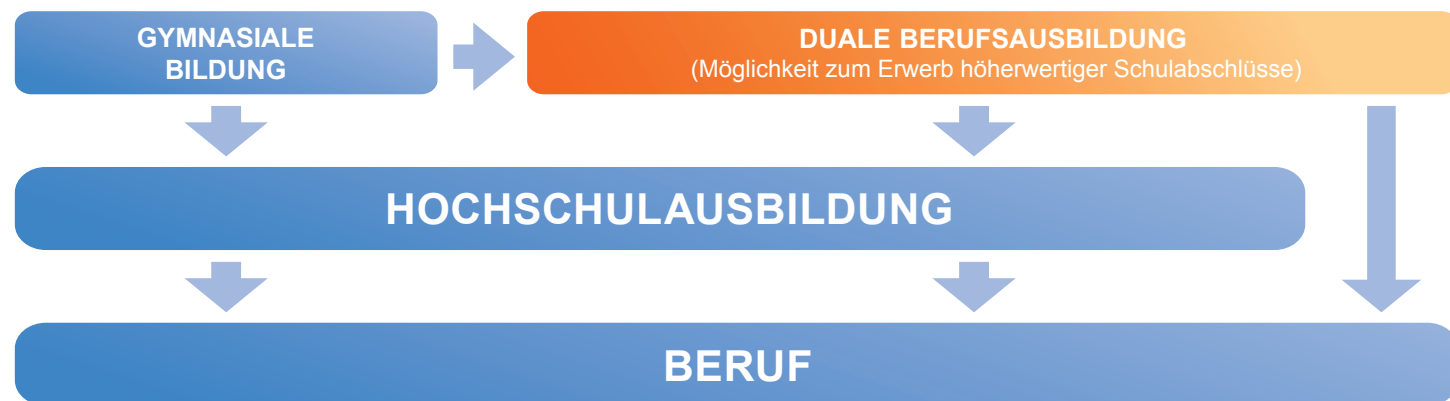 GYMNASIALE
BILDUNG
DUALE BERUFSAUSBILDUNG
(Möglichkeit zum Erwerb höherwertiger Schulabschlüsse)
HOCHSCHULAUSBILDUNG
BERUF